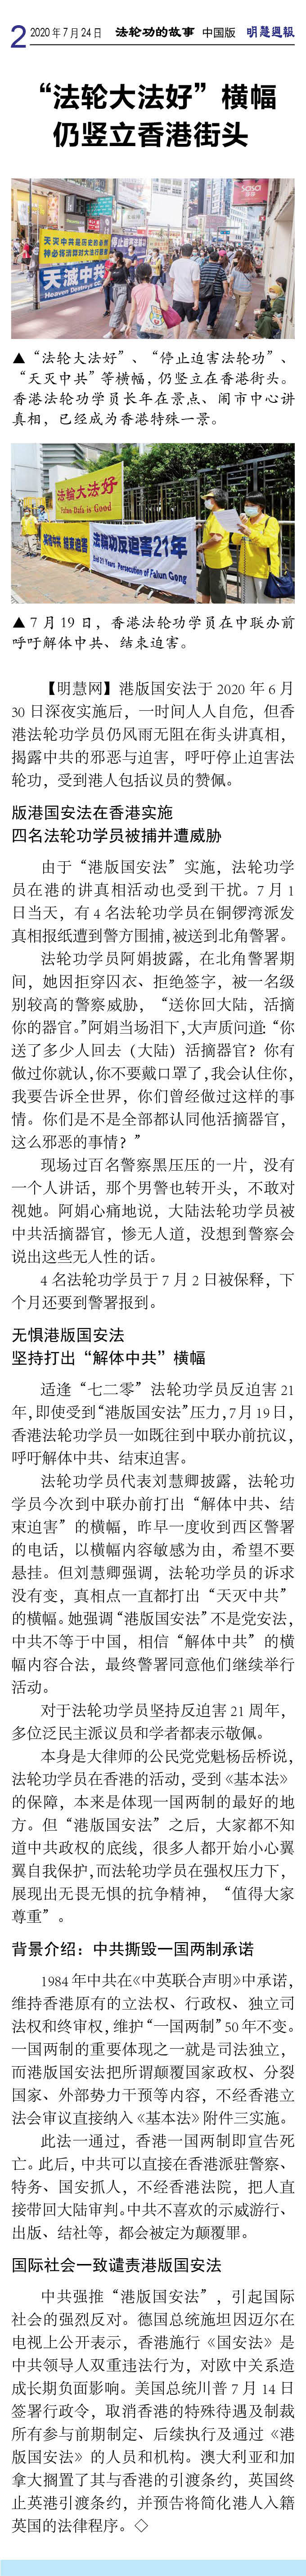 2 2020年7月24日 法轮功的故事 中国版 明慧週報
“法轮大法好”横幅
仍竖立香港街头
天灭中共是历史的必然
神必将清算对大法行恶者
天滅中共
Heaven Destroys CCP
停止迫害法轮功
SaSa
▲“法轮大法好”、“停止迫害法轮功”、
“天灭中共”等横幅，仍竖立在香港街头。
香港法轮功学员长年在景点、闹市中心讲
真相，已经成为香港特殊一景。
法輪大法好
Falun Dafa is Good
解体中共 結束迫害
法輪功反迫害21年
End 21 Years Persecution of Falun Gong
▲7月19日，香港法轮功学员在中联办前
呼吁解体中共、结束迫害。
【明慧网】港版国安法于2020年6月
30日深夜实施后，一时间人人自危，但香
港法轮功学员仍风雨无阻在街头讲真相，
揭露中共的邪恶与迫害，呼吁停止迫害法
轮功，受到港人包括议员的赞佩。
版港国安法在香港实施
四名法轮功学员被捕并遭威胁
由于“港版国安法”实施，法轮功学
员在港的讲真相活动也受到干扰。7月1
日当天，有4名法轮功学员在铜锣湾派发
真相报纸遭到警方围捕，被送到北角警署。
法轮功学员阿娟披露，在北角警署期
间，她因拒穿囚衣、拒绝签字，被一名级
别较高的警察威胁，“送你回大陆，活摘
你的器官。”阿娟当场泪下，大声质问道：“你
送了多少人回去（大陆）活摘器官？你有
做过你就认，你不要戴口罩了，我会认住你，
我要告诉全世界，你们曾经做过这样的事
情。你们是不是全部都认同他活摘器官，
这么邪恶的事情？”
现场过百名警察黑压压的一片，没有
一个人讲话，那个男警也转开头，不敢对
视她。阿娟心痛地说，大陆法轮功学员被
中共活摘器官，惨无人道，没想到警察会
说出这些无人性的话。
4名法轮功学员于7月2日被保释，下
个月还要到警署报到。
无惧港版国安法
坚持打出“解体中共”横幅
适逢“七二零”法轮功学员反迫害21
年，即使受到“港版国安法”压力，7月19日，
香港法轮功学员一如既往到中联办前抗议，
呼吁解体中共、结束迫害。
法轮功学员代表刘慧卿披露，法轮功
学员今次到中联办前打出“解体中共、结
束迫害”的横幅，昨早一度收到西区警署
的电话，以横幅内容敏感为由，希望不要
悬挂。但刘慧卿强调，法轮功学员的诉求
没有变，真相点一直都打出“天灭中共”
的横幅。她强调“港版国安法”不是党安法，
中共不等于中国，相信“解体中共”的横
幅内容合法，最终警署同意他们继续举行
活动。
对于法轮功学员坚持反迫害21周年，
多位泛民主派议员和学者都表示敬佩。
本身是大律师的公民党党魁杨岳桥说，
法轮功学员在香港的活动，受到《基本法》
的保障，本来是体现一国两制的最好的地
方。但“港版国安法”之后，大家都不知
道中共政权的底线，很多人都开始小心翼
翼自我保护，而法轮功学员在强权压力下，
展现出无畏无惧的抗争精神，“值得大家
尊重”。
背景介绍：中共撕毁一国两制承诺
1984年中共在《中英联合声明》中承诺，
维持香港原有的立法权、行政权、独立司
法权和终审权，维护“一国两制”50年不变。
一国两制的重要体现之一就是司法独立，
而港版国安法把所谓颠覆国家政权、分裂
国家、外部势力干预等内容，不经香港立
法会审议直接纳入《基本法》附件三实施。
此法一通过，香港一国两制即宣告死
亡。此后，中共可以直接在香港派驻警察、
特务、国安抓人，不经香港法院，把人直
接带回大陆审判。中共不喜欢的示威游行、
出版、结社等，都会被定为颠覆罪。
国际社会一致谴责港版国安法
中共强推“港版国安法”，引起国际
社会的强烈反对。德国总统施坦因迈尔在
电视上公开表示，香港施行《国安法》是
中共领导人双重违法行为，对欧中关系造
成长期负面影响。美国总统川普7月14日
签署行政令，取消香港的特殊待遇及制裁
所有参与前期制定、后续执行及通过《港
版国安法》的人员和机构。澳大利亚和加
拿大搁置了其与香港的引渡条约，英国终
止英港引渡条约，并预告将简化港人入籍
英国的法律程序。◇